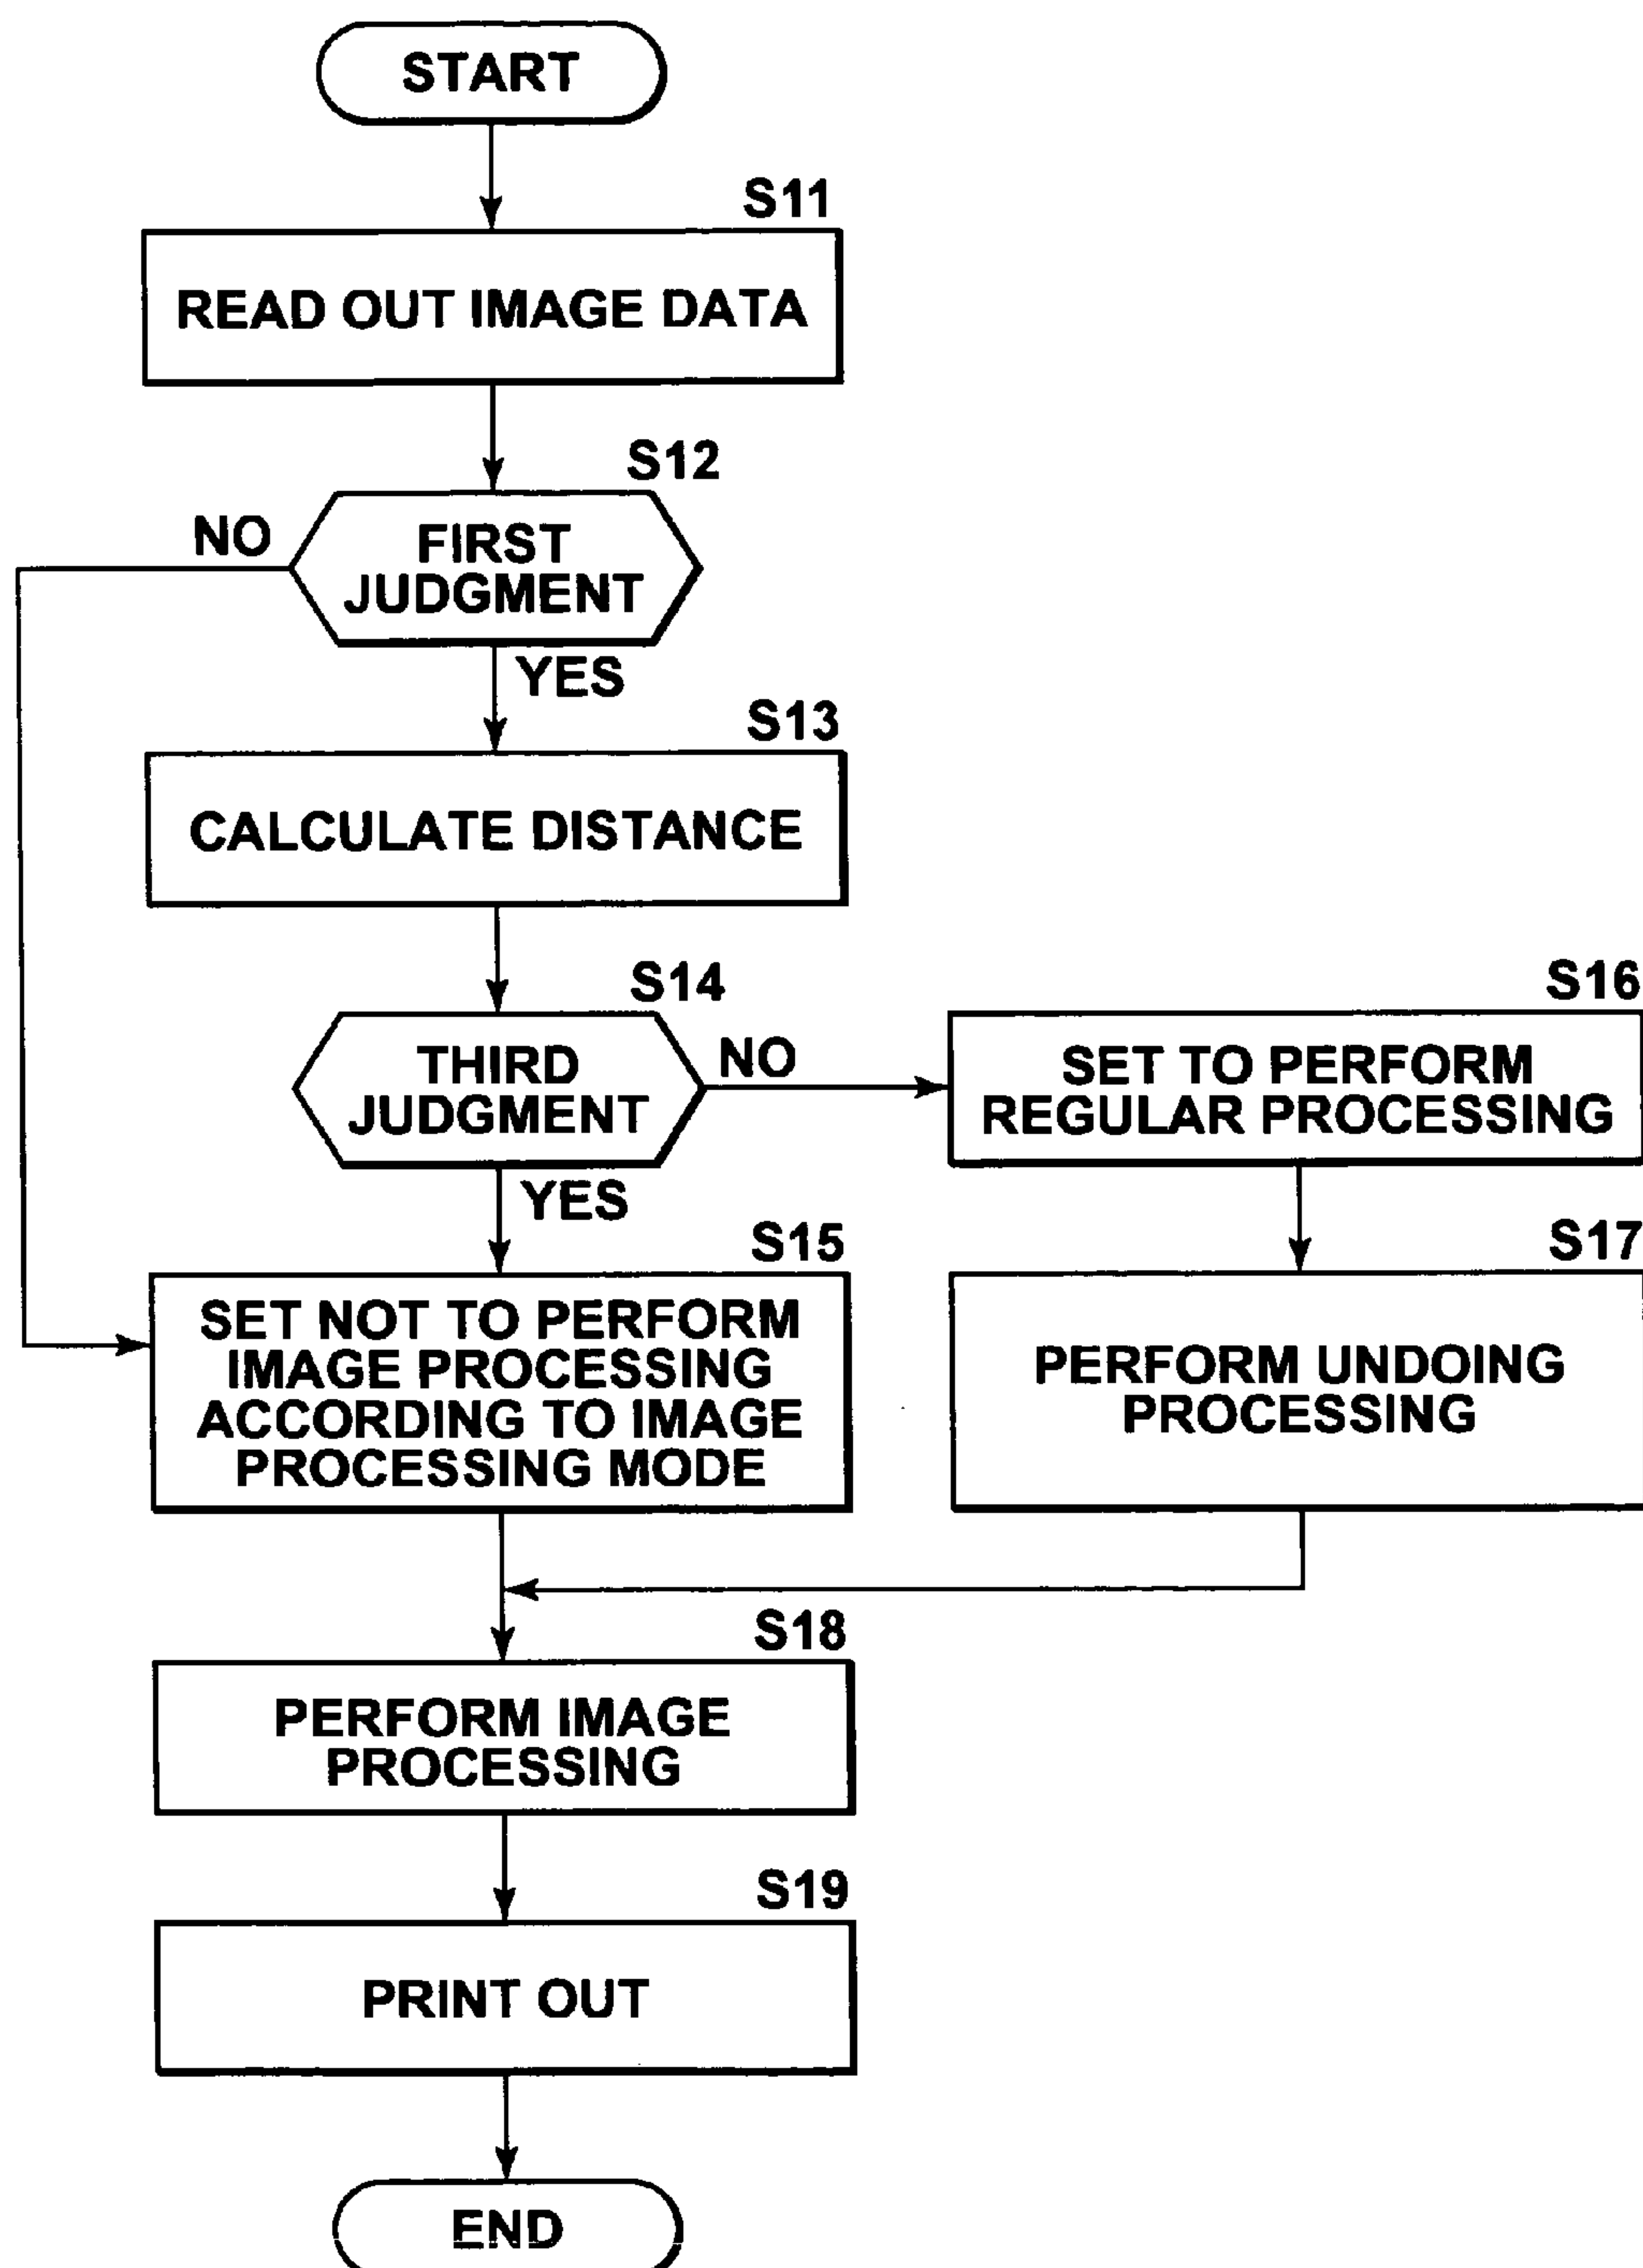 START
S11
READ OUT IMAGE DATA
S12
NO
FIRST
JUDGMENT
YES
S13
CALCULATE DISTANCE
S14
THIRD
JUDGMENT
NO
S16
SET TO PERFORM
REGULAR PROCESSING
YES
S15
SET NOT TO PERFORM
IMAGE PROCESSING
ACCORDING TO IMAGE
PROCESSING MODE
S17
PERFORM UNDOING
PROCESSING
S18
PERFORM IMAGE
PROCESSING
S19
PRINT OUT
END